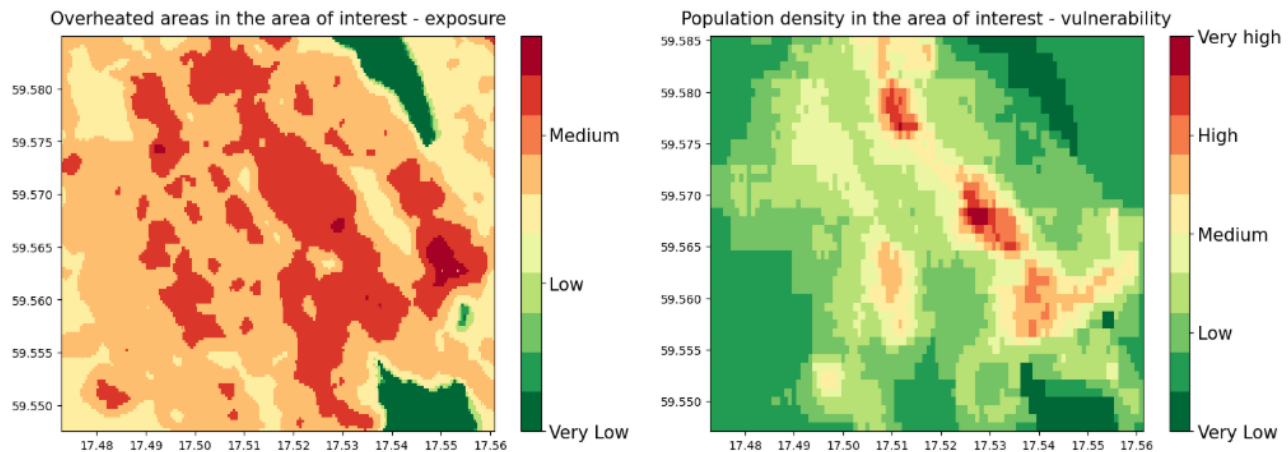 Overheated areas in the area of interest - exposure
59.580
59.575
59.570
59.565
59.560
59.555
59.550
17.48 17.49 17.50 17.51 17.52 17.53 17.54 17.55 17.56
Medium
Low
Very Low
Population density in the area of interest - vulnerability
59.585
59.580
59.575
59.570
59.565
59.560
59.555
59.550
17.48 17.49 17.50 17.51 17.52 17.53 17.54 17.55 17.56
Very high
High
Medium
Low
Very Low